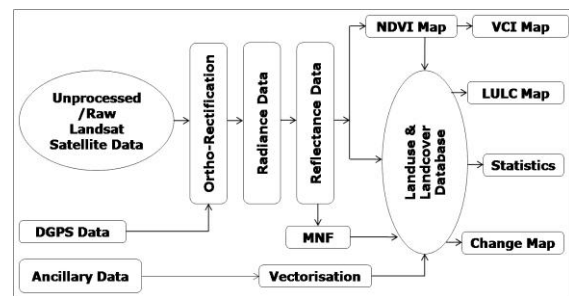 NDVI Map
VCI Map
Unprocessed
/Raw
Landsat
Satellite Data
Ortho-Rectification
Radiance Data
Reflectance Data
Landuse &
Landcover
Database
LULC Map
Statistics
DGPS Data
MNF
Change Map
Ancillary Data
Vectorisation